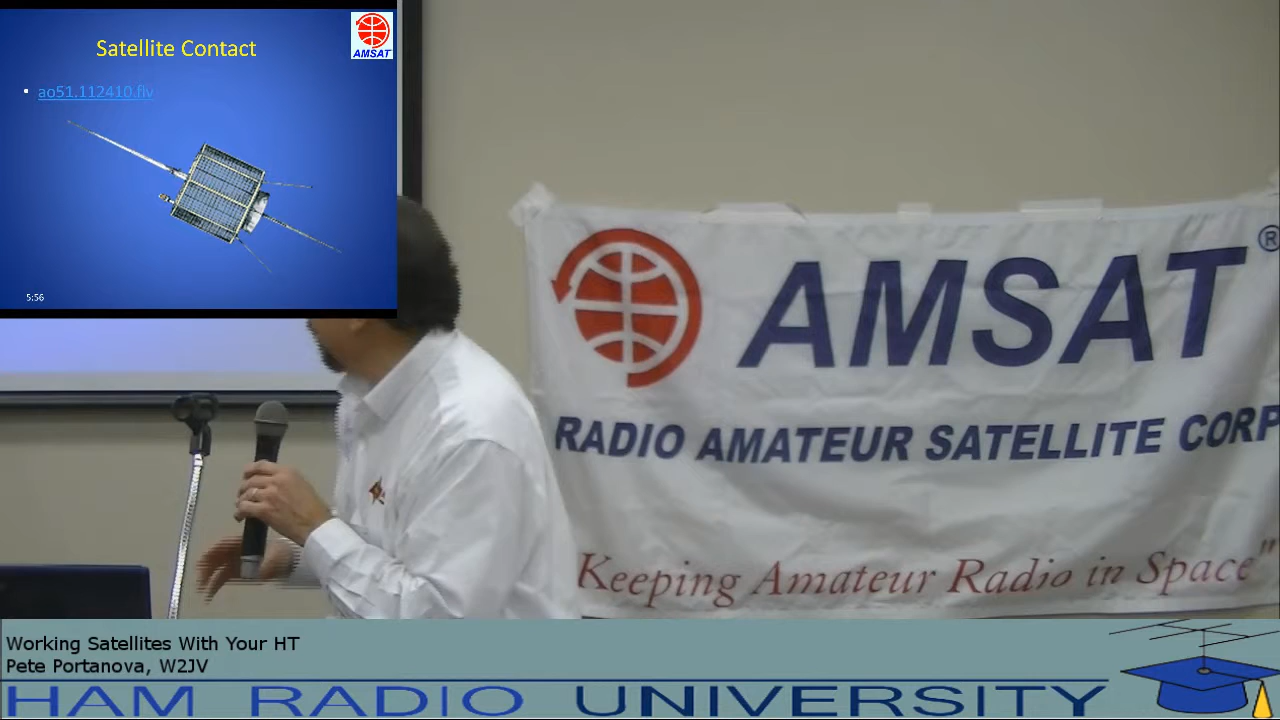 Satellite Contact
AMSAT
• ao51.112410.flv
5:56
AMSAT®
RADIO AMATEUR SATELLITE CORP
Keeping Amateur Radio in Space"
Working Satellites With Your HT
Pete Portanova, W2JV
HAM RADIO UNIVERSITY